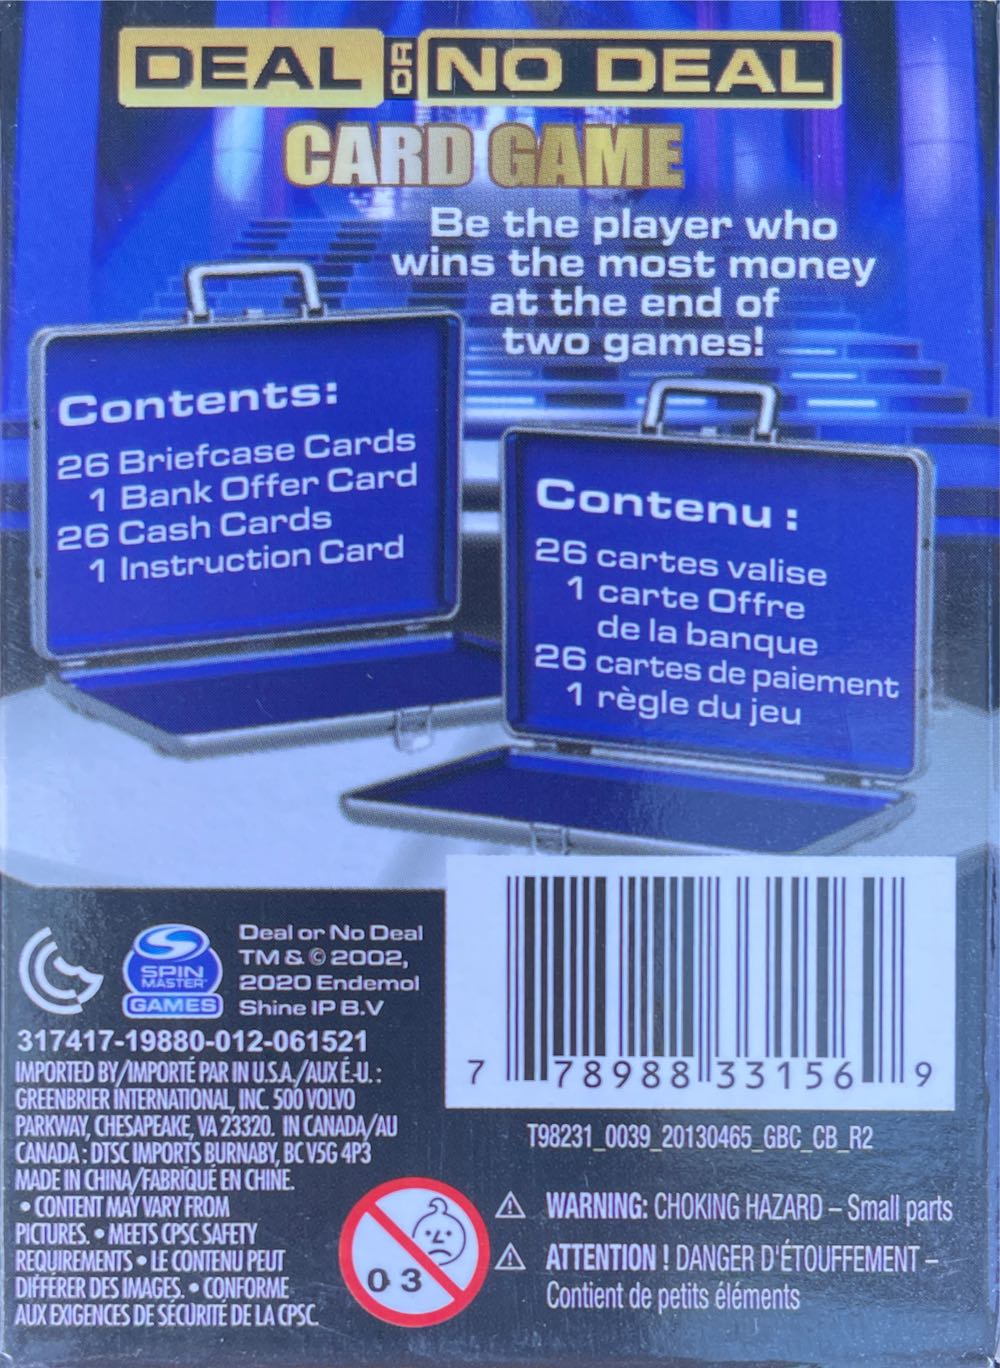 DEAL OR NO DEAL
CARD GAME
Be the player who
wins the most money
at the end of
two games!
Contents:
26 Briefcase Cards
1 Bank Offer Card
26 Cash Cards
1 Instruction Card
Contenu :
26 cartes valise
1 carte Offre
de la banque
26 cartes de paiement
1 règle du jeu
SPIN
MASTER
GAMES
Deal or No Deal
TM & © 2002,
2020 Endemol
Shine IP B.V
317417-19880-012-061521
IMPORTED BY/IMPORTÉ PAR IN U.S.A./AUX É.-U. :
GREENBRIER INTERNATIONAL, INC. 500 VOLVO
PARKWAY, CHESAPEAKE, VA 23320. IN CANADA/AU
CANADA : DTSC IMPORTS BURNABY, BC V5G 4P3
MADE IN CHINA/FABRIQUÉ EN CHINE.
• CONTENT MAY VARY FROM
PICTURES. • MEETS CPSC SAFETY
REQUIREMENTS • LE CONTENU PEUT
DIFFÉRER DES IMAGES. • CONFORME
AUX EXIGENCES DE SÉCURITÉ DE LA CPSC.
7 78988 33156 9
T98231_0039_20130465_GBC_CB_R2
0 3
WARNING: CHOKING HAZARD – Small parts
ATTENTION ! DANGER D'ÉTOUFFEMENT –
Contient de petits éléments